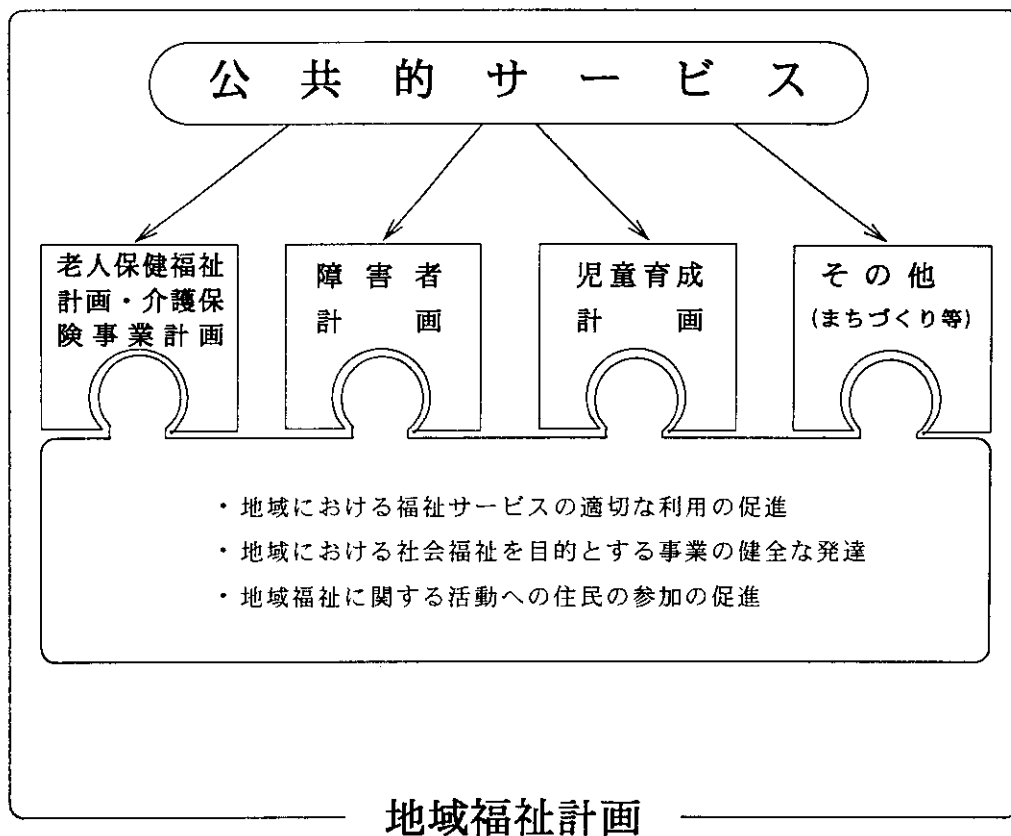 公共的サービス
老人保健福祉
計画・介護保
険事業計画
障害者
計画
児童育成
計画
その他
(まちづくり等)
・地域における福祉サービスの適切な利用の促進
・地域における社会福祉を目的とする事業の健全な発達
・地域福祉に関する活動への住民の参加の促進
地域福祉計画